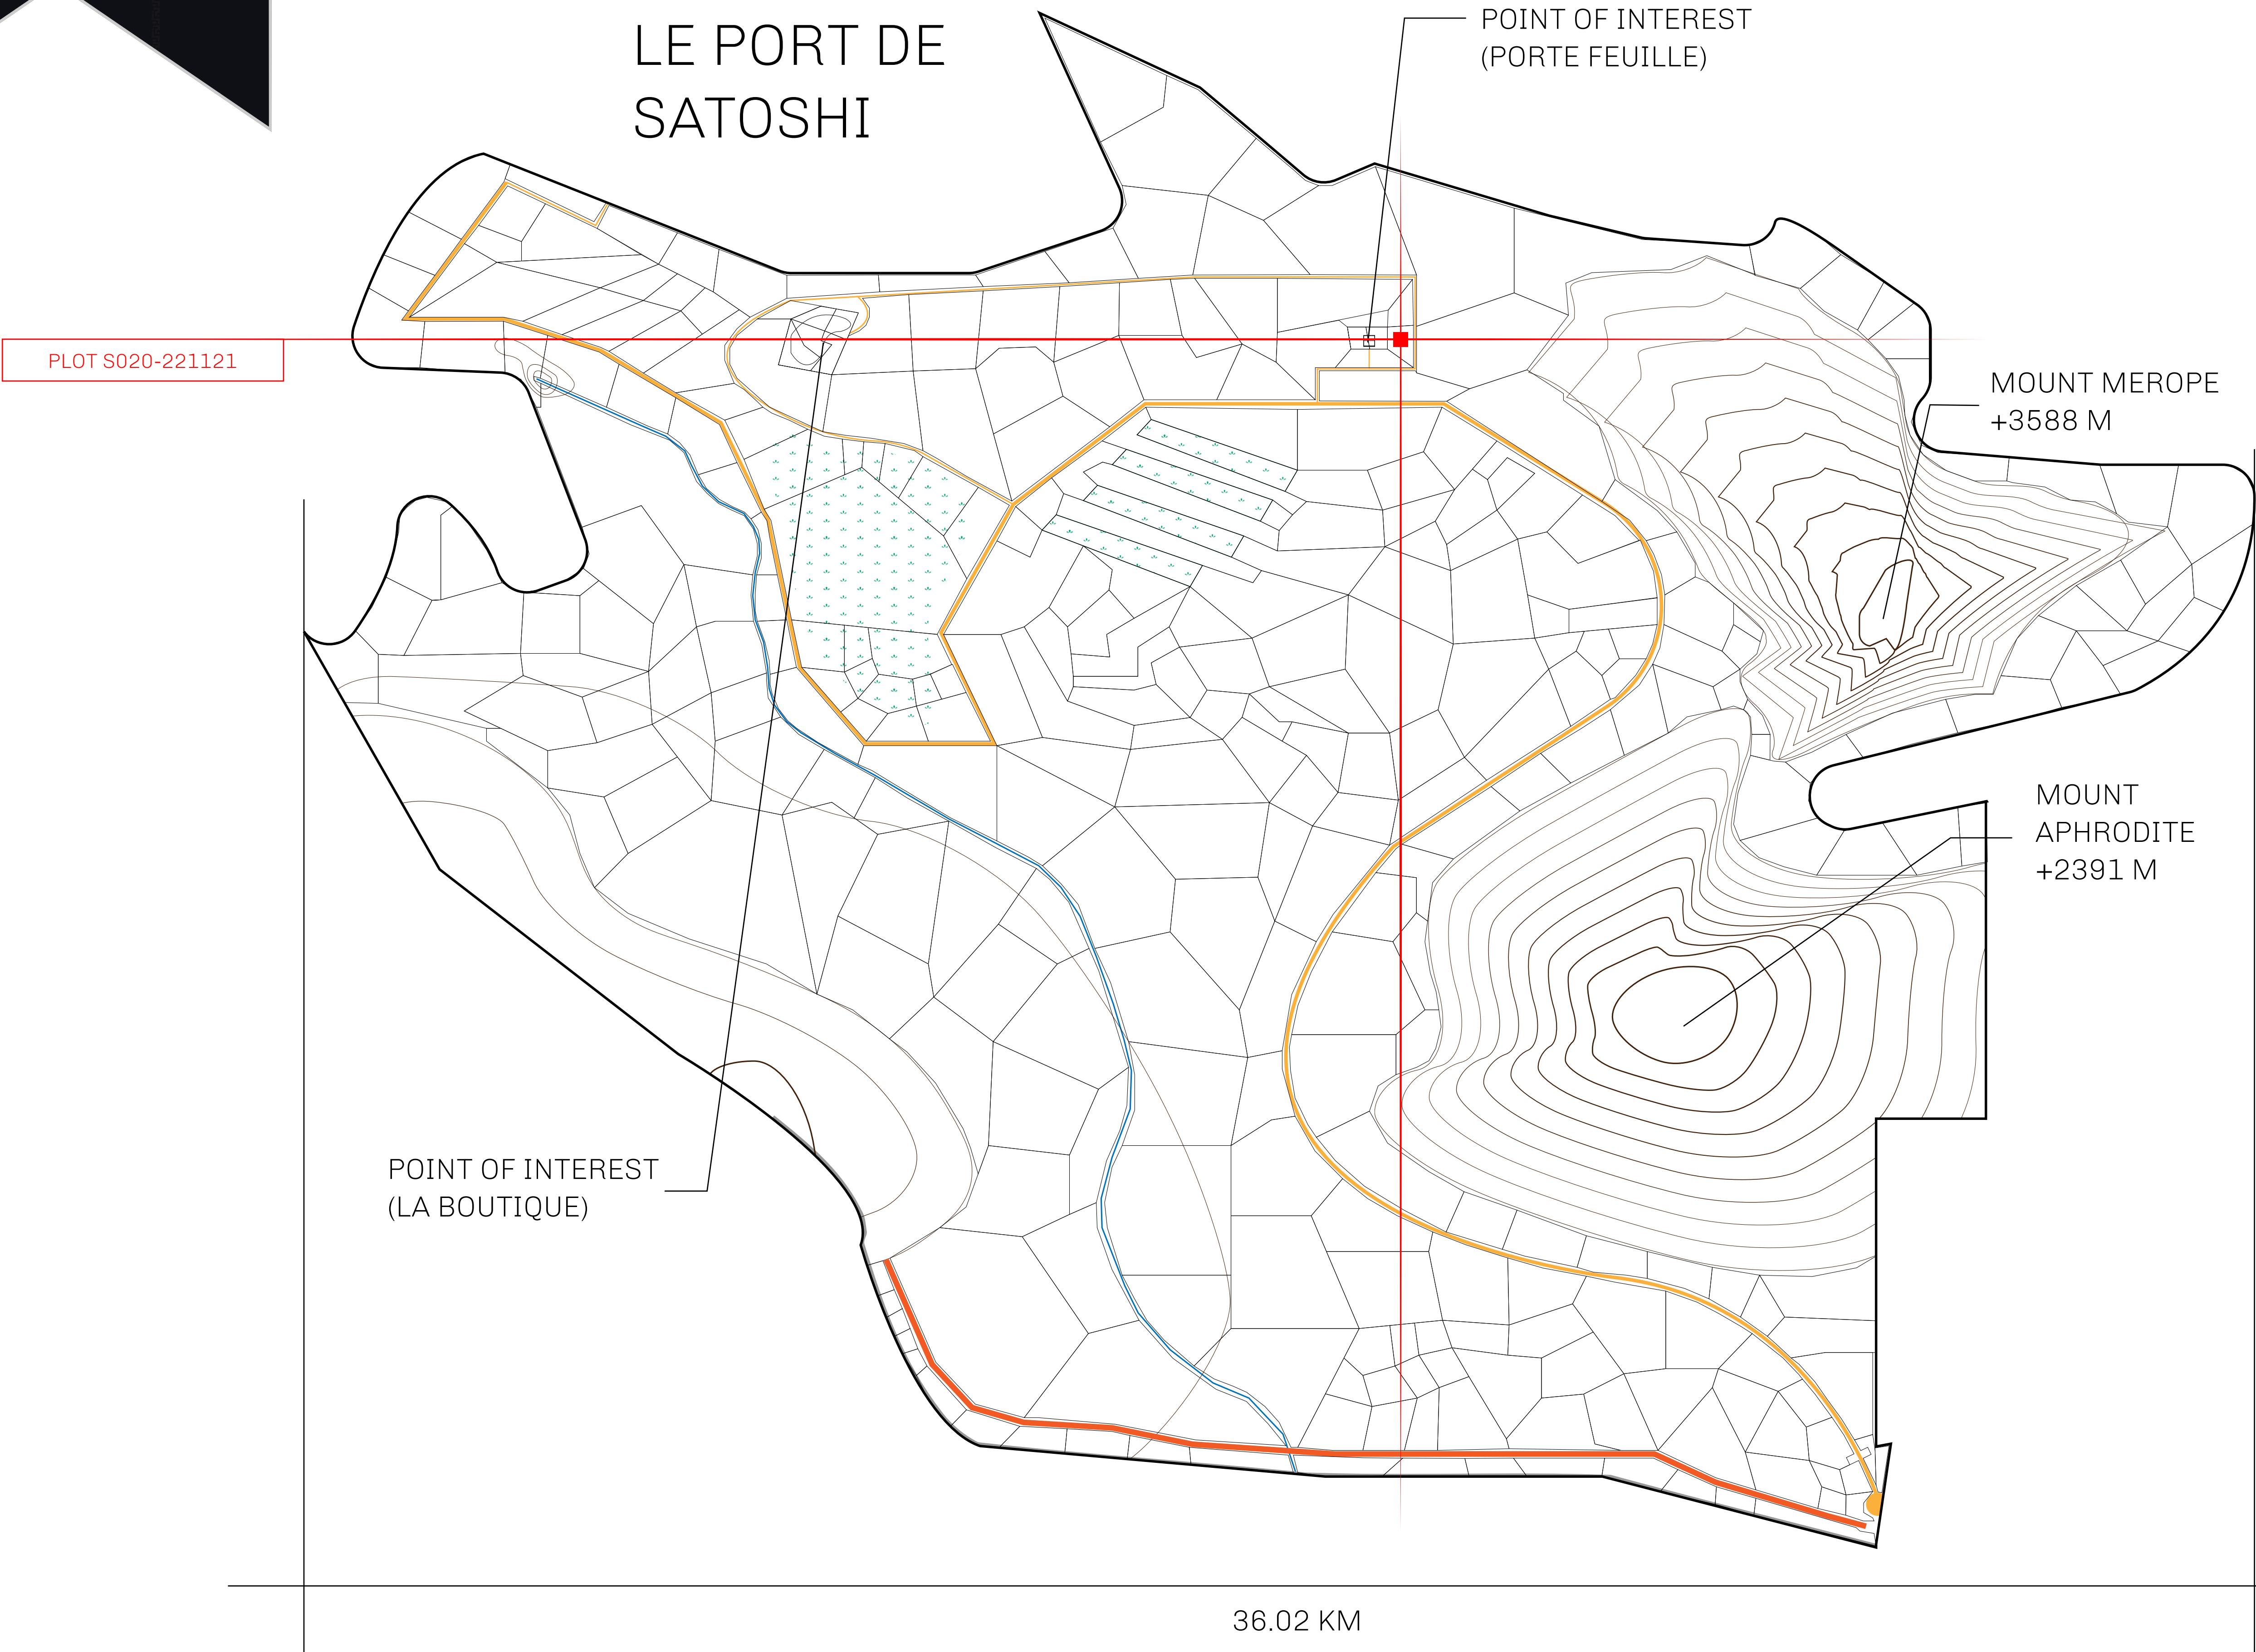 LE PORT DE
SATOSHI
POINT OF INTEREST
(PORTE FEUILLE)
PLOT S020-221121
MOUNT MEROPE
+3588 M
MOUNT
APHRODITE
+2391 M
POINT OF INTEREST
(LA BOUTIQUE)
36.02 KM